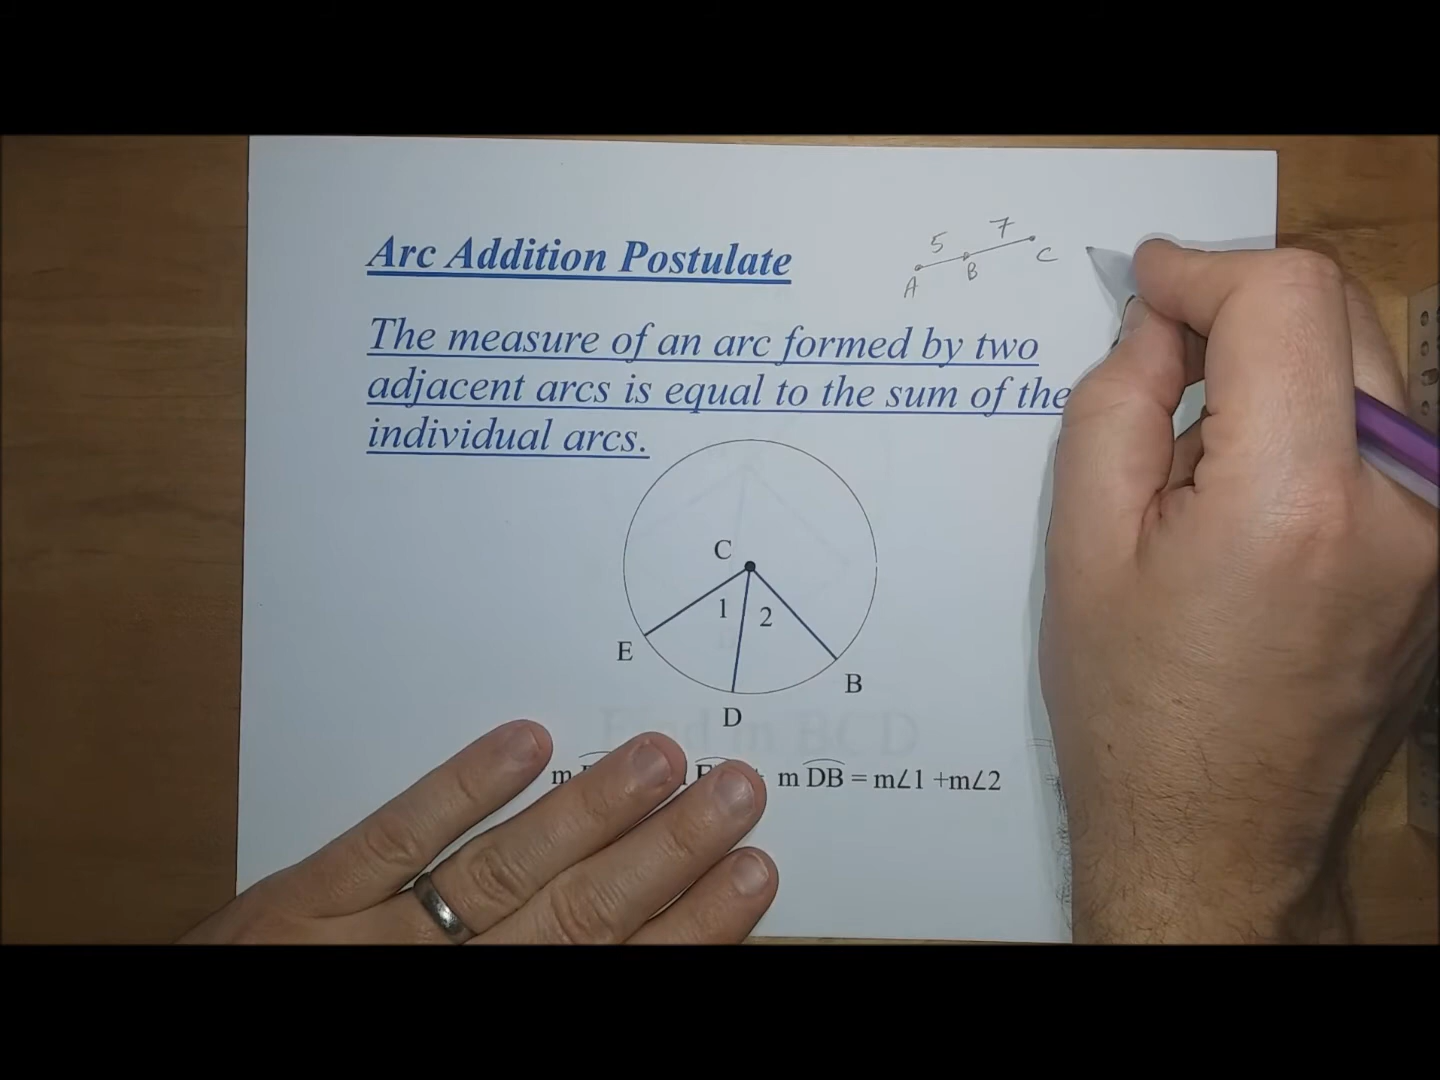 Arc Addition Postulate
5 7
A B C
The measure of an arc formed by two
adjacent arcs is equal to the sum of the
individual arcs.
C
1 2
E
B
D
m m DB = m∠1 +m∠2